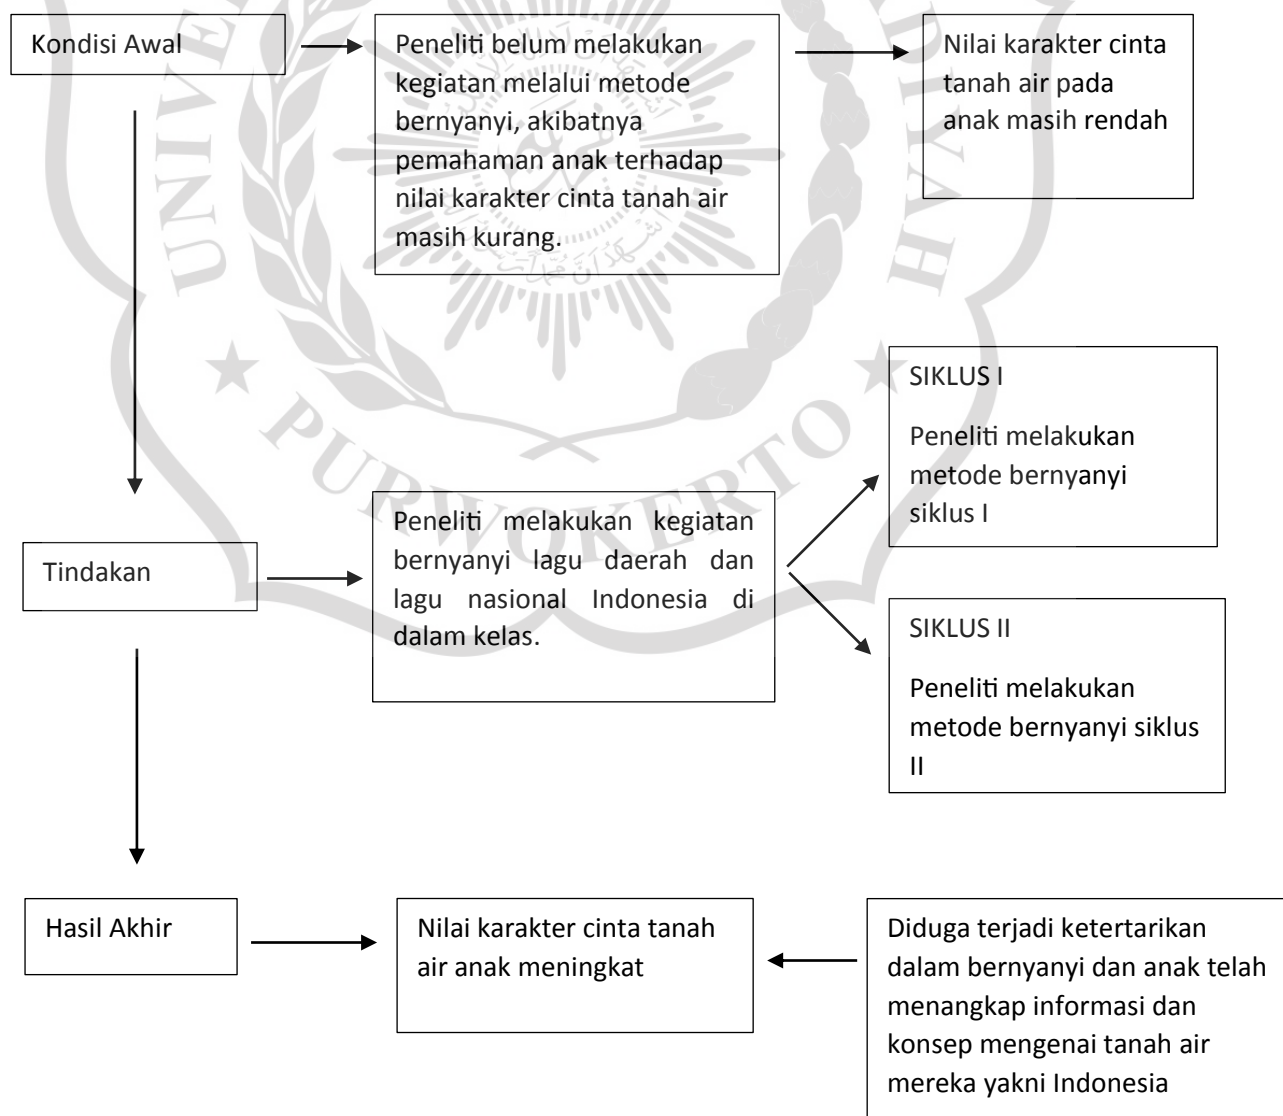 Kondisi Awal
Peneliti belum melakukan
kegiatan melalui metode
bernyanyi, akibatnya
pemahaman anak terhadap
nilai karakter cinta tanah air
masih kurang.
Nilai karakter cinta
tanah air pada
anak masih rendah
Tindakan
Peneliti melakukan kegiatan
bernyanyi lagu daerah dan
lagu nasional Indonesia di
dalam kelas.
SIKLUS I
Peneliti melakukan
metode bernyanyi
siklus I
SIKLUS II
Peneliti melakukan
metode bernyanyi siklus
II
Hasil Akhir
Nilai karakter cinta tanah
air anak meningkat
Diduga terjadi ketertarikan
dalam bernyanyi dan anak telah
menangkap informasi dan
konsep mengenai tanah air
mereka yakni Indonesia
PURWOKERTO